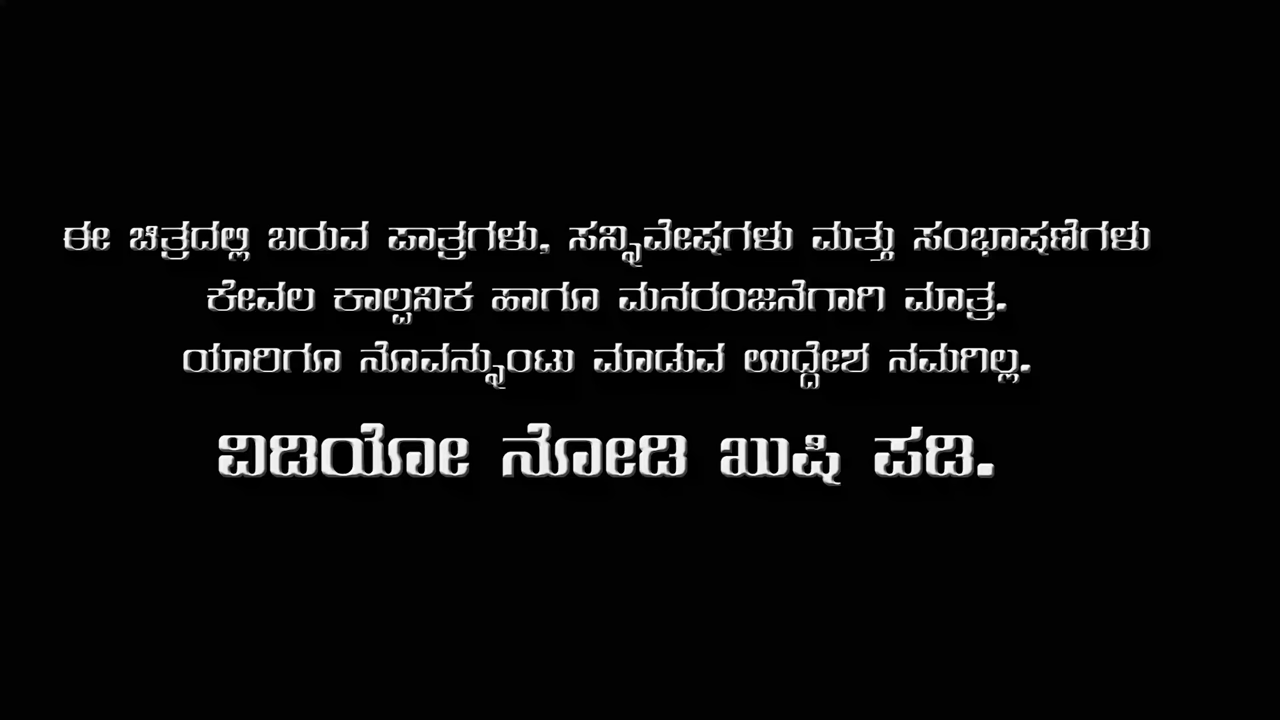 ಈ ಚಿತ್ರದಲ್ಲಿ ಬರುವ ಪಾತ್ರಗಳು, ಸನ್ನಿವೇಷಗಳು ಮತ್ತು ಸಂಭಾಷಣೆಗಳು
ಕೇವಲ ಕಾಲ್ಪನಿಕ ಹಾಗೂ ಮನರಂಜನೆಗಾಗಿ ಮಾತ್ರ.
ಯಾರಿಗೂ ನೊವನ್ನುಂಟು ಮಾಡುವ ಉದ್ದೇಶ ನಮಗಿಲ್ಲ.
ವಿಡಿಯೋ ನೋಡಿ ಖುಷಿ ಪಡಿ.